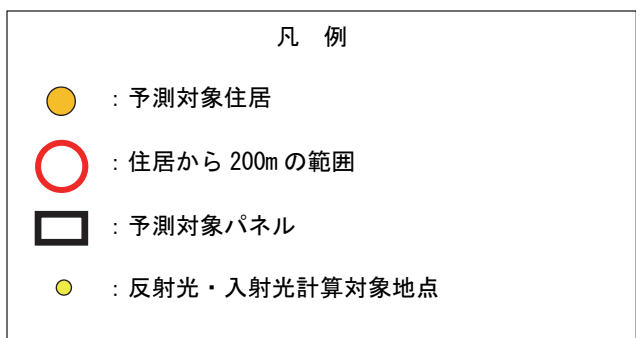 凡 例
：予測対象住居
：住居から 200m の範囲
：予測対象パネル
：反射光・入射光計算対象地点